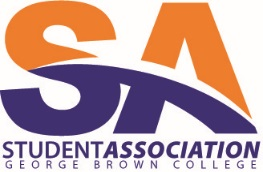 SA
STUDENTASSOCIATION
GEORGE BROWN COLLEGE